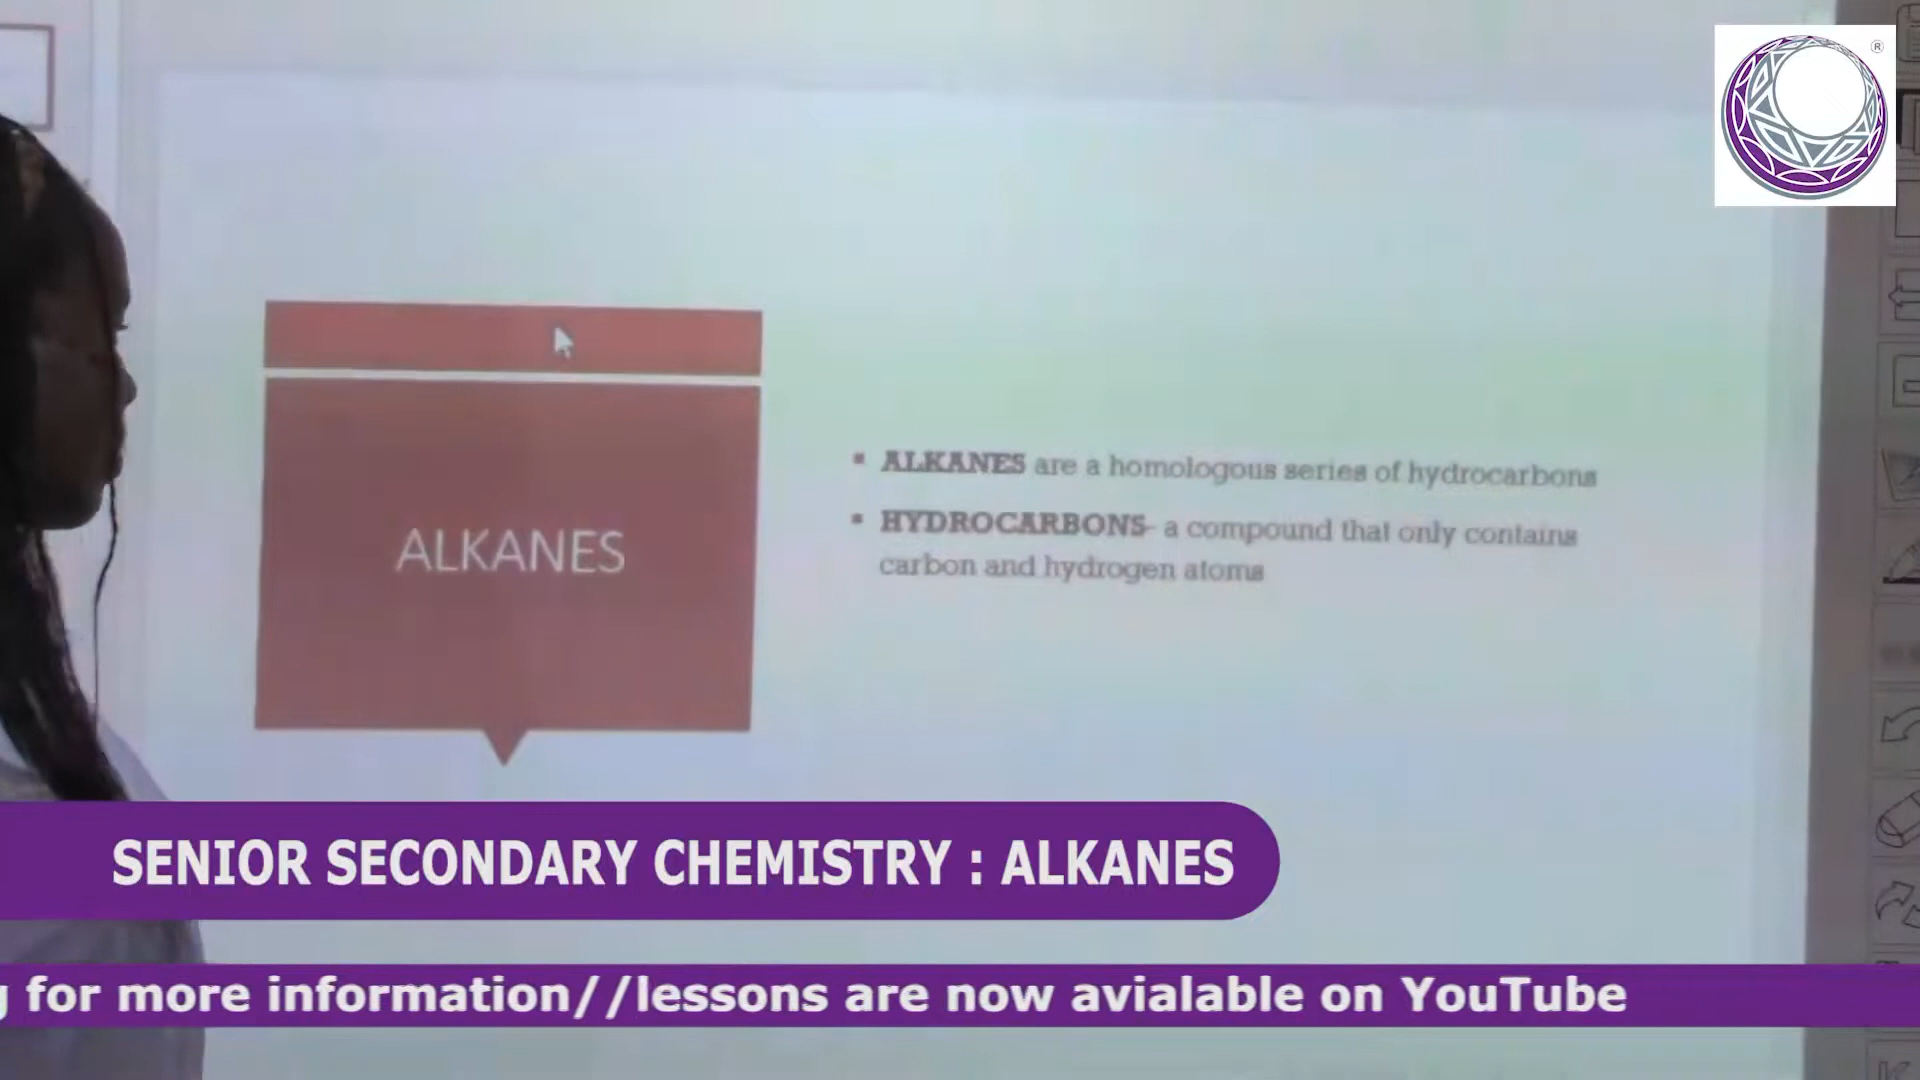 ®
ALKANES
▪ ALKANES are a homologous series of hydrocarbons
▪ HYDROCARBONS- a compound that only contains
carbon and hydrogen atoms
SENIOR SECONDARY CHEMISTRY : ALKANES
g for more information//lessons are now avialable on YouTube